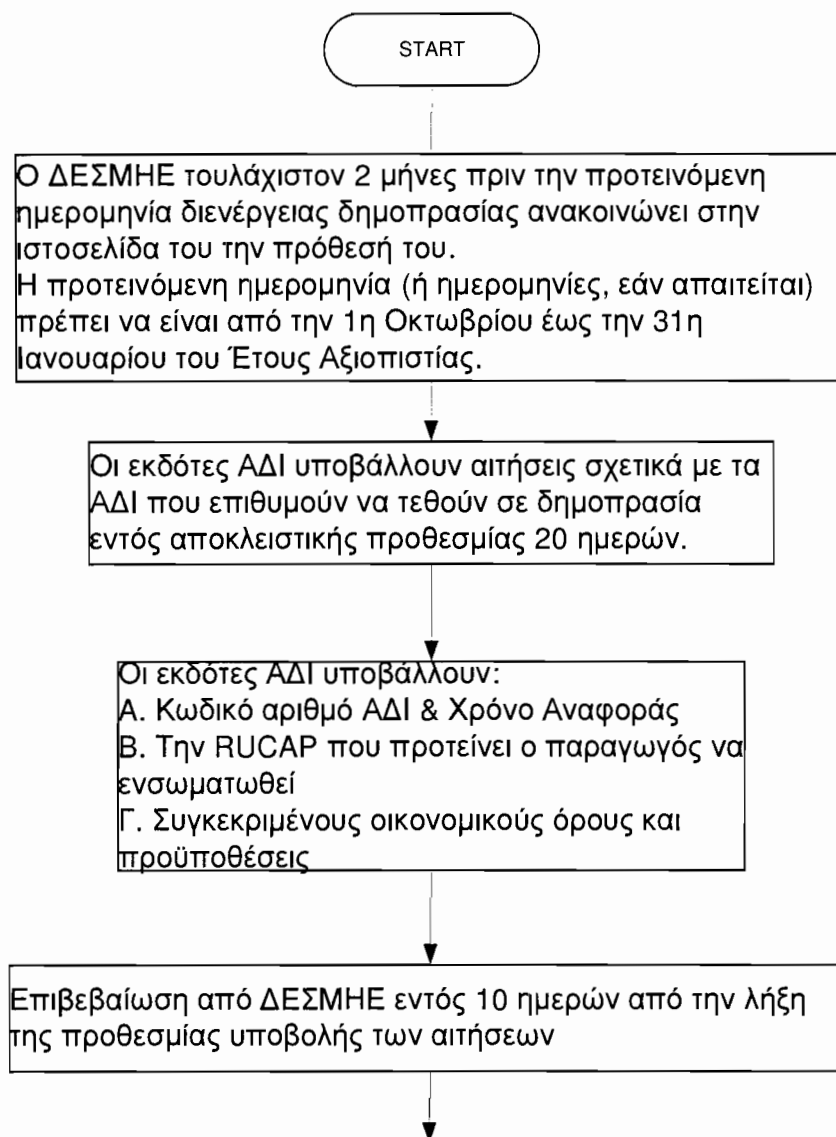 START
Ο ΔΕΣΜΗΕ τουλάχιστον 2 μήνες πριν την προτεινόμενη
ημερομηνία διενέργειας δημοπρασίας ανακοινώνει στην
ιστοσελίδα του την πρόθεσή του.
Η προτεινόμενη ημερομηνία (ή ημερομηνίες, εάν απαιτείται)
πρέπει να είναι από την 1η Οκτωβρίου έως την 31η
Ιανουαρίου του Έτους Αξιοπιστίας.
Οι εκδότες ΑΔΙ υποβάλλουν αιτήσεις σχετικά με τα
ΑΔΙ που επιθυμούν να τεθούν σε δημοπρασία
εντός αποκλειστικής προθεσμίας 20 ημερών.
Οι εκδότες ΑΔΙ υποβάλλουν:
Α. Κωδικό αριθμό ΑΔΙ & Χρόνο Αναφοράς
Β. Την RUCAP που προτείνει ο παραγωγός να
ενσωματωθεί
Γ. Συγκεκριμένους οικονομικούς όρους και
προϋποθέσεις
Επιβεβαίωση από ΔΕΣΜΗΕ εντός 10 ημερών από την λήξη
της προθεσμίας υποβολής των αιτήσεων